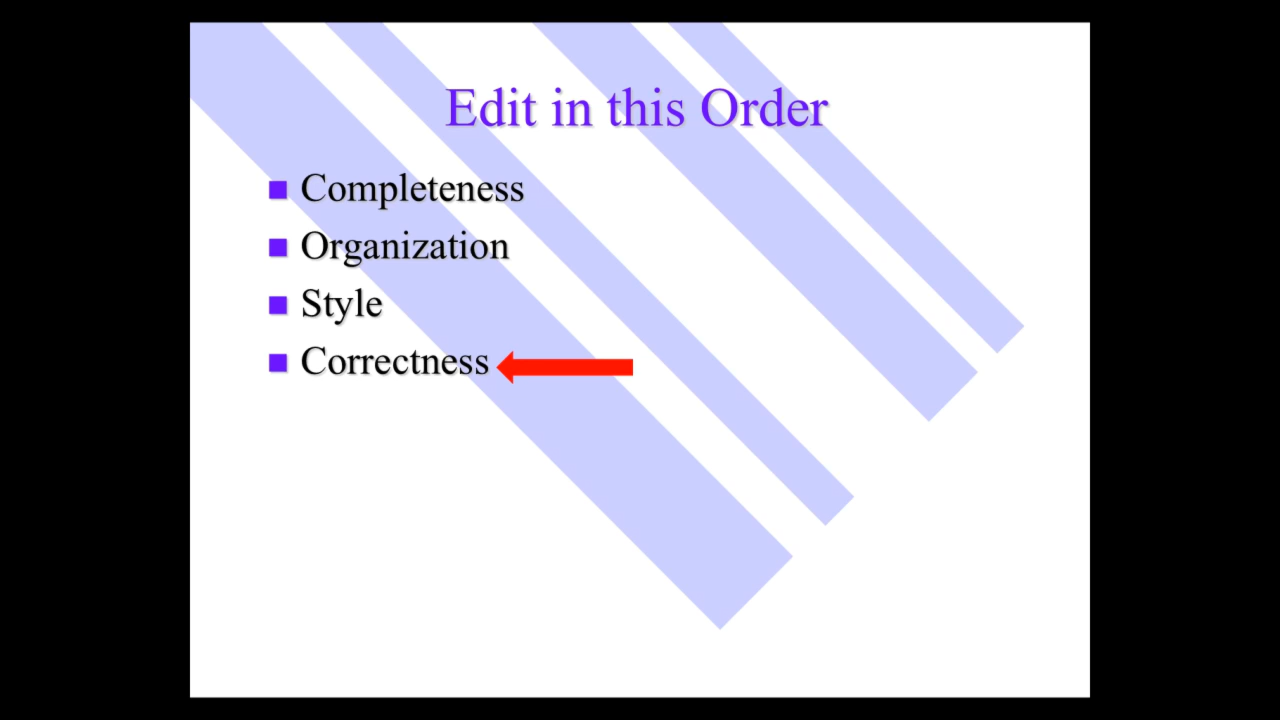 Edit in this Order
Completeness
Organization
Style
Correctness